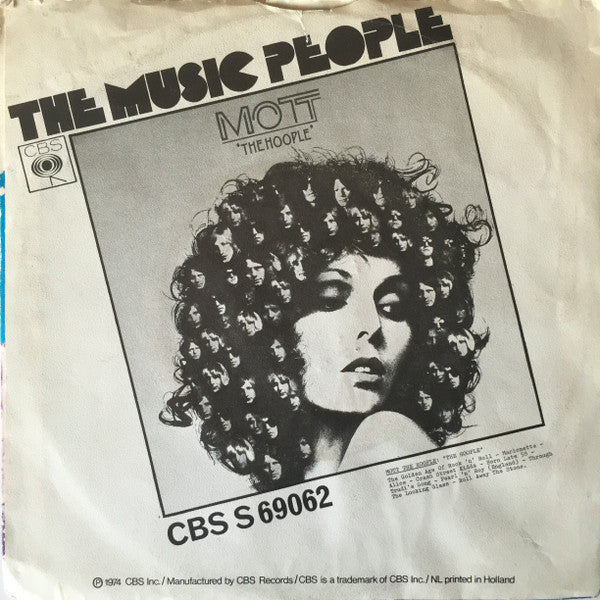 THE MUSIC PEOPLE
CBS
MOTT
'THE HOOPLE'
MOTT THE HOOPLE: 'THE HOOPLE'
The Golden Age Of Rock 'n' Roll - Marionette -
Alice - Crash Street Kidds - Born Late 58 -
Trudi's Song - Pearl 'n' Roy (England) - Through
The Looking Glass - Roll Away The Stone.
CBS S 69062
Ⓟ 1974 CBS Inc./Manufactured by CBS Records/CBS is a trademark of CBS Inc./NL printed in Holland